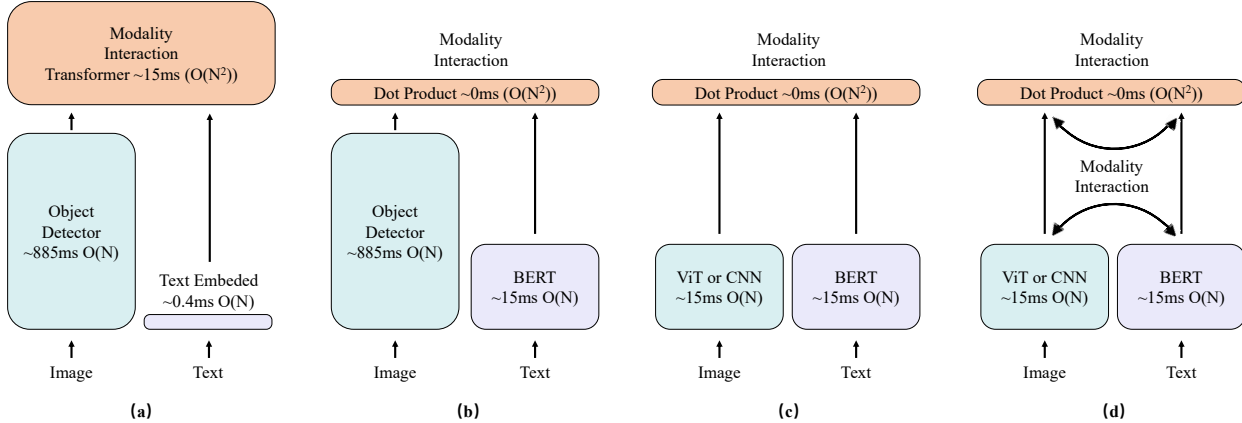 Modality
Interaction
Transformer ~15ms (O(N²))
Object
Detector
~885ms O(N)
Text Embeded
~0.4ms O(N)
Image
Text
(a)
Modality
Interaction
Dot Product ~0ms (O(N²))
Object
Detector
~885ms O(N)
BERT
~15ms O(N)
Image
Text
(b)
Modality
Interaction
Dot Product ~0ms (O(N²))
ViT or CNN
~15ms O(N)
BERT
~15ms O(N)
Image
Text
(c)
Modality
Interaction
Dot Product ~0ms (O(N²))
Modality
Interaction
ViT or CNN
~15ms O(N)
BERT
~15ms O(N)
Image
Text
(d)